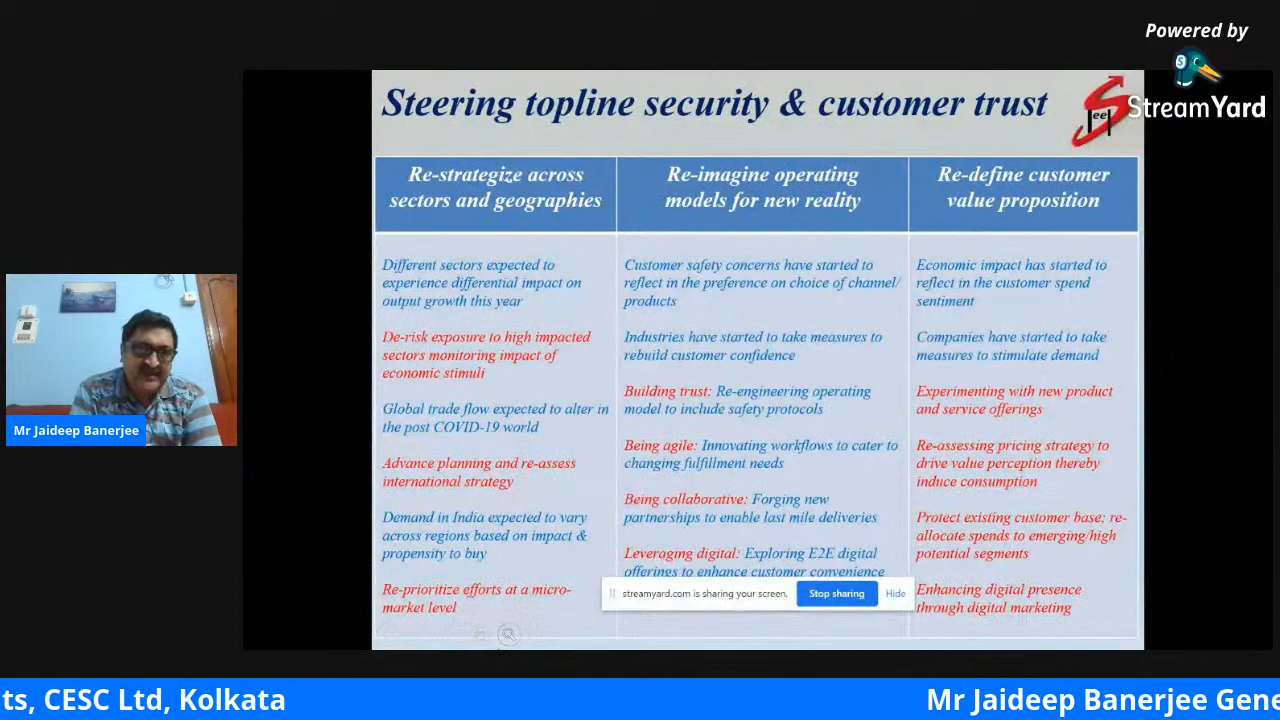 Powered by
StreamYard
Steering topline security & customer trust
Re-strategize across
sectors and geographies
Different sectors expected to
experience differential impact on
output growth this year
De-risk exposure to high impacted
sectors monitoring impact of
economic stimuli
Global trade flow expected to alter in
the post COVID-19 world
Advance planning and re-assess
international strategy
Demand in India expected to vary
across regions based on impact &
propensity to buy
Re-prioritize efforts at a micro-
market level
Re-imagine operating
models for new reality
Customer safety concerns have started to
reflect in the preference on choice of channel/
products
Industries have started to take measures to
rebuild customer confidence
Building trust: Re-engineering operating
model to include safety protocols
Being agile: Innovating workflows to cater to
changing fulfillment needs
Being collaborative: Forging new
partnerships to enable last mile deliveries
Leveraging digital: Exploring E2E digital
offerings to enhance customer convenience
Re-define customer
value proposition
Economic impact has started to
reflect in the customer spend
sentiment
Companies have started to take
measures to stimulate demand
Experimenting with new product
and service offerings
Re-assessing pricing strategy to
drive value perception thereby
induce consumption
Protect existing customer base; re-
allocate spends to emerging/high
potential segments
Enhancing digital presence
through digital marketing
streamyard.com is sharing your screen. Stop sharing Hide
Mr Jaideep Banerjee
ts, CESC Ltd, Kolkata Mr Jaideep Banerjee Gene